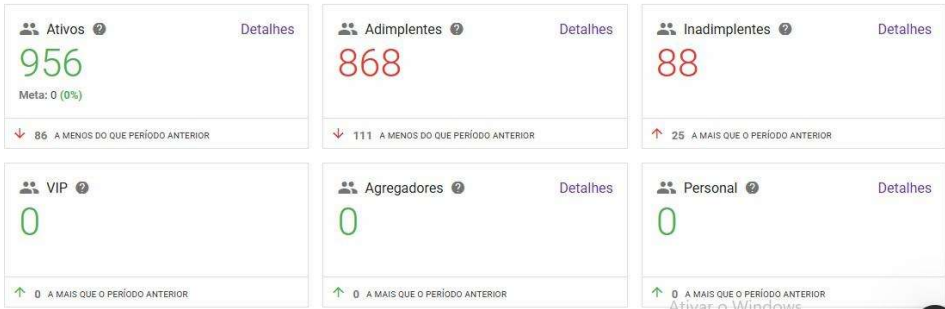 Ativos Detalhes
956
Meta: 0 (0%)
86 A MENOS DO QUE PERÍODO ANTERIOR
Adimplentes Detalhes
868
111 A MENOS DO QUE PERÍODO ANTERIOR
Inadimplentes Detalhes
88
25 A MAIS QUE O PERÍODO ANTERIOR
VIP
0
0 A MAIS QUE O PERÍODO ANTERIOR
Agregadores Detalhes
0
0 A MAIS QUE O PERÍODO ANTERIOR
Personal Detalhes
0
0 A MAIS QUE O PERÍODO ANTERIOR
Ativar o Windows